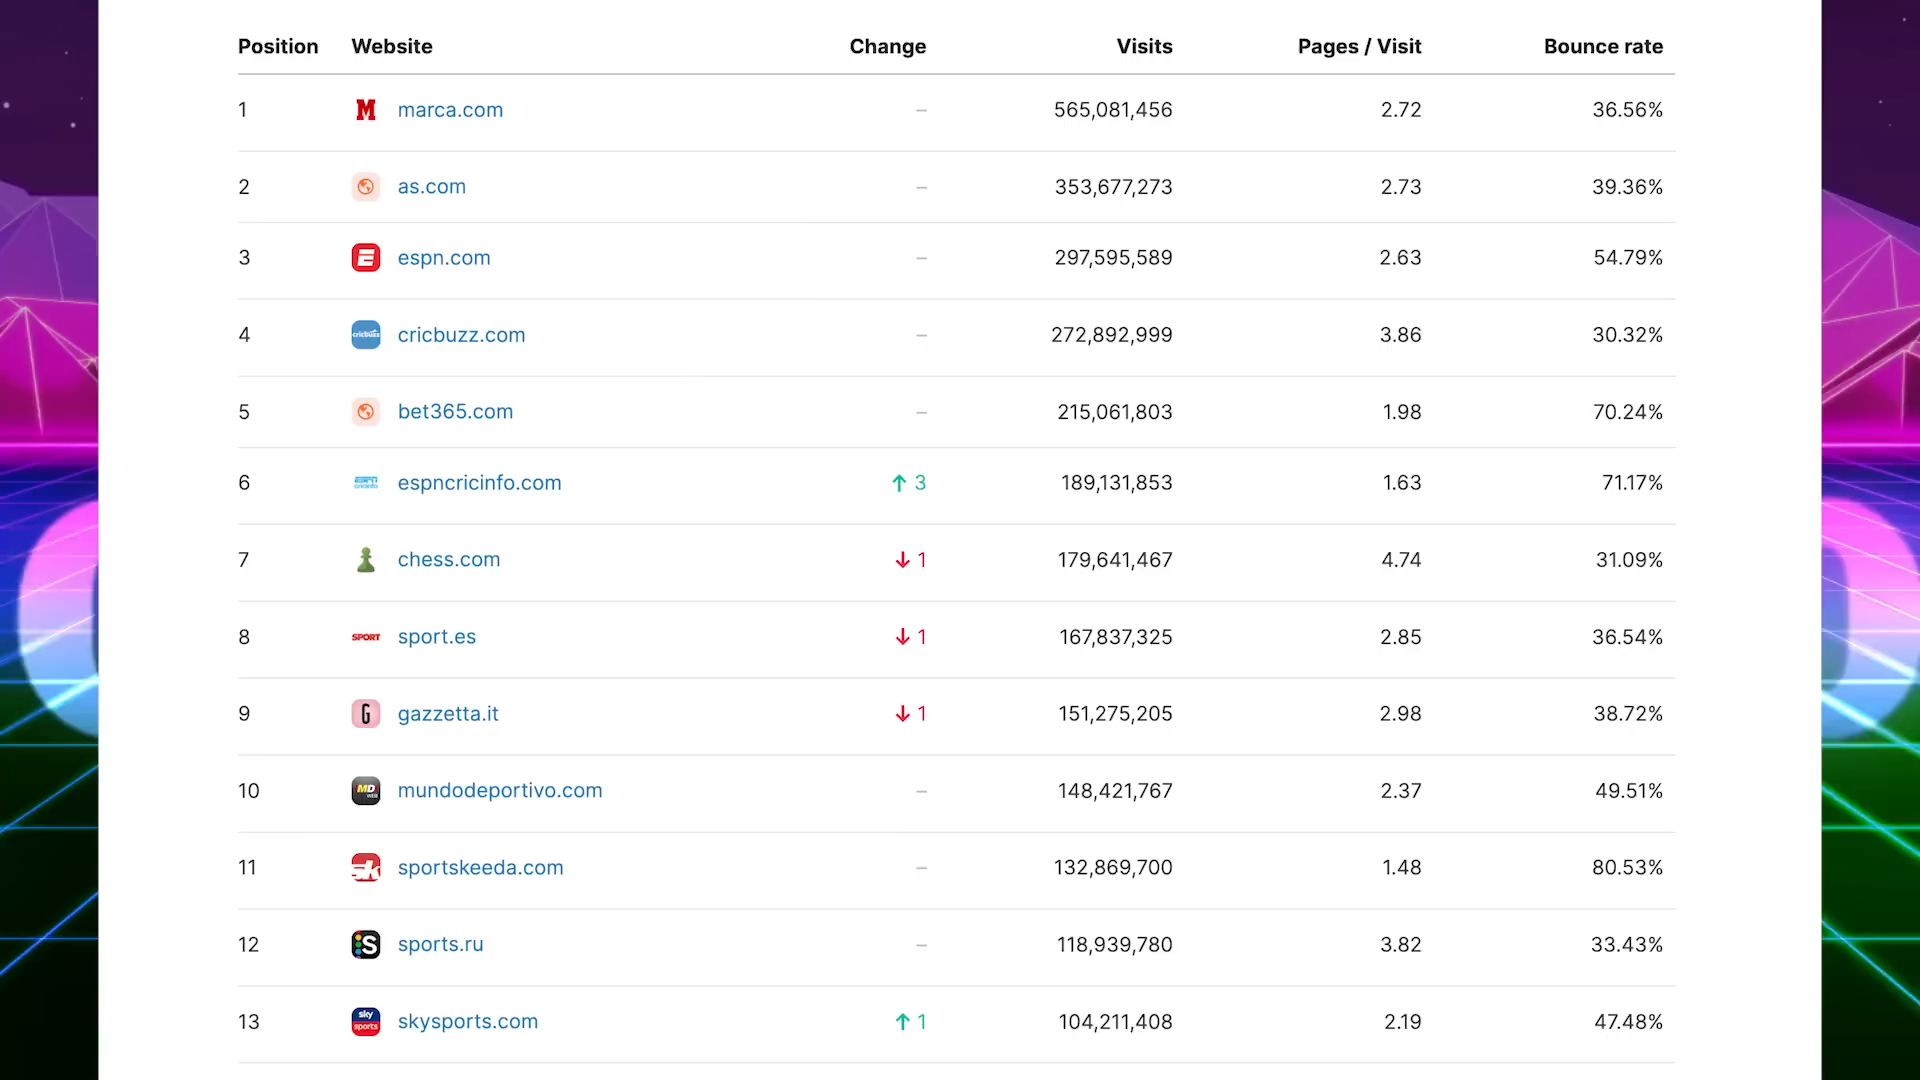 Position Website Change Visits Pages / Visit Bounce rate
1 M marca.com – 565,081,456 2.72 36.56%
2 as.com – 353,677,273 2.73 39.36%
3 E espn.com – 297,595,589 2.63 54.79%
4 cricbuzz cricbuzz.com – 272,892,999 3.86 30.32%
5 bet365.com – 215,061,803 1.98 70.24%
6 ESPN cricinfo espncricinfo.com ↑ 3 189,131,853 1.63 71.17%
7 chess.com ↓ 1 179,641,467 4.74 31.09%
8 SPORT sport.es ↓ 1 167,837,325 2.85 36.54%
9 G gazzetta.it ↓ 1 151,275,205 2.98 38.72%
10 MD mundodeportivo.com – 148,421,767 2.37 49.51%
11 sk sportskeeda.com – 132,869,700 1.48 80.53%
12 S sports.ru – 118,939,780 3.82 33.43%
13 sky sports skysports.com ↑ 1 104,211,408 2.19 47.48%